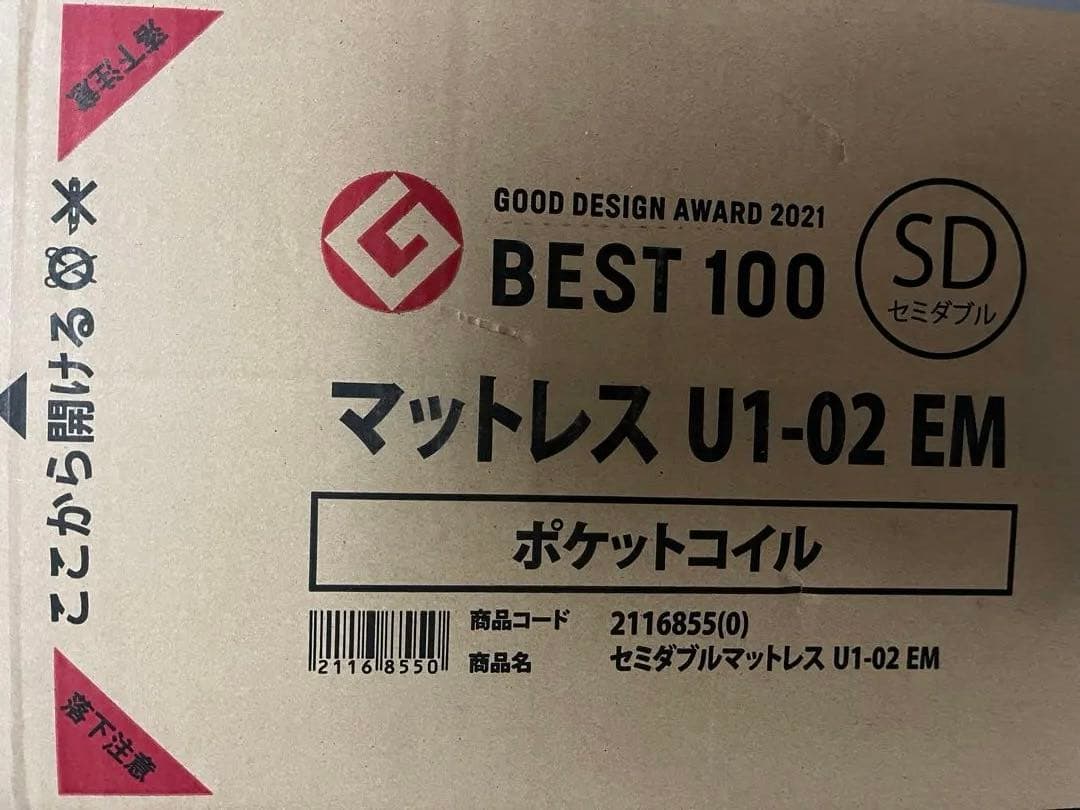 落下注意
ここから開ける
落下注意
GOOD DESIGN AWARD 2021
BEST 100
SD
セミダブル
マットレス U1-02 EM
ポケットコイル
商品コード 2116855(0)
商品名 セミダブルマットレス U1-02 EM
21168550